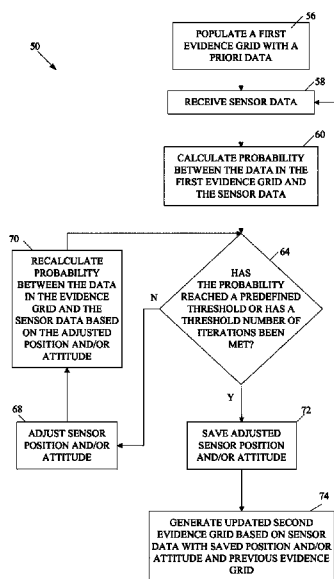 50
56
POPULATE A FIRST
EVIDENCE GRID WITH A
PRIORI DATA
58
RECEIVE SENSOR DATA
60
CALCULATE PROBABILITY
BETWEEN THE DATA IN THE
FIRST EVIDENCE GRID AND
THE SENSOR DATA
70
RECALCULATE
PROBABILITY
BETWEEN THE DATA
IN THE EVIDENCE
GRID AND THE
SENSOR DATA BASED
ON THE ADJUSTED
POSITION AND/OR
ATTITUDE
64
HAS
THE PROBABILITY
REACHED A PREDEFINED
THRESHOLD OR HAS A
THRESHOLD NUMBER OF
ITERATIONS BEEN
MET?
N
Y
68
ADJUST SENSOR
POSITION AND/OR
ATTITUDE
72
SAVE ADJUSTED
SENSOR POSITION
AND/OR ATTITUDE
74
GENERATE UPDATED SECOND
EVIDENCE GRID BASED ON SENSOR
DATA WITH SAVED POSITION AND/OR
ATTITUDE AND PREVIOUS EVIDENCE
GRID